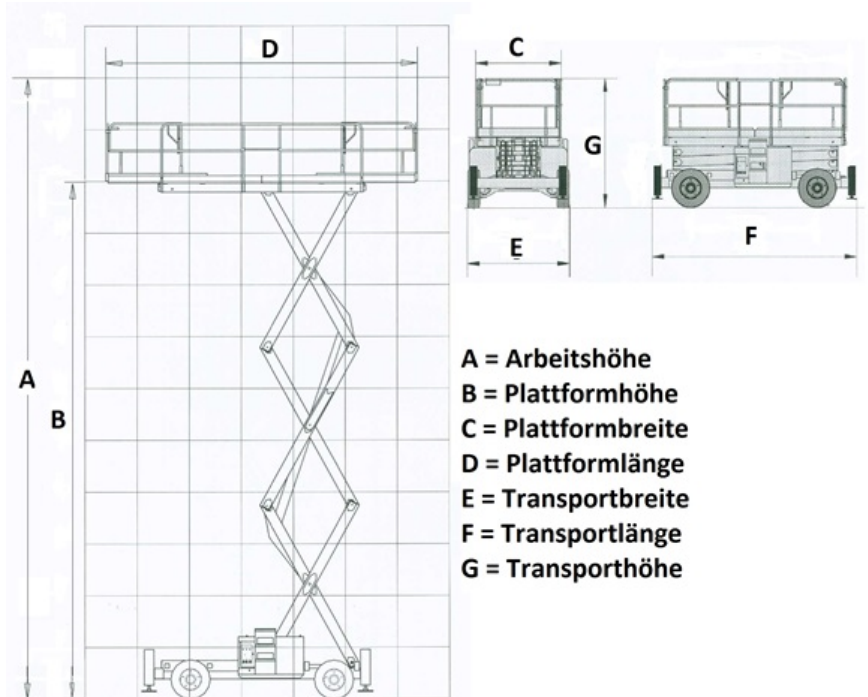 D
C
G
F
E
A
B
A = Arbeitshöhe
B = Plattformhöhe
C = Plattformbreite
D = Plattformlänge
E = Transportbreite
F = Transportlänge
G = Transporthöhe